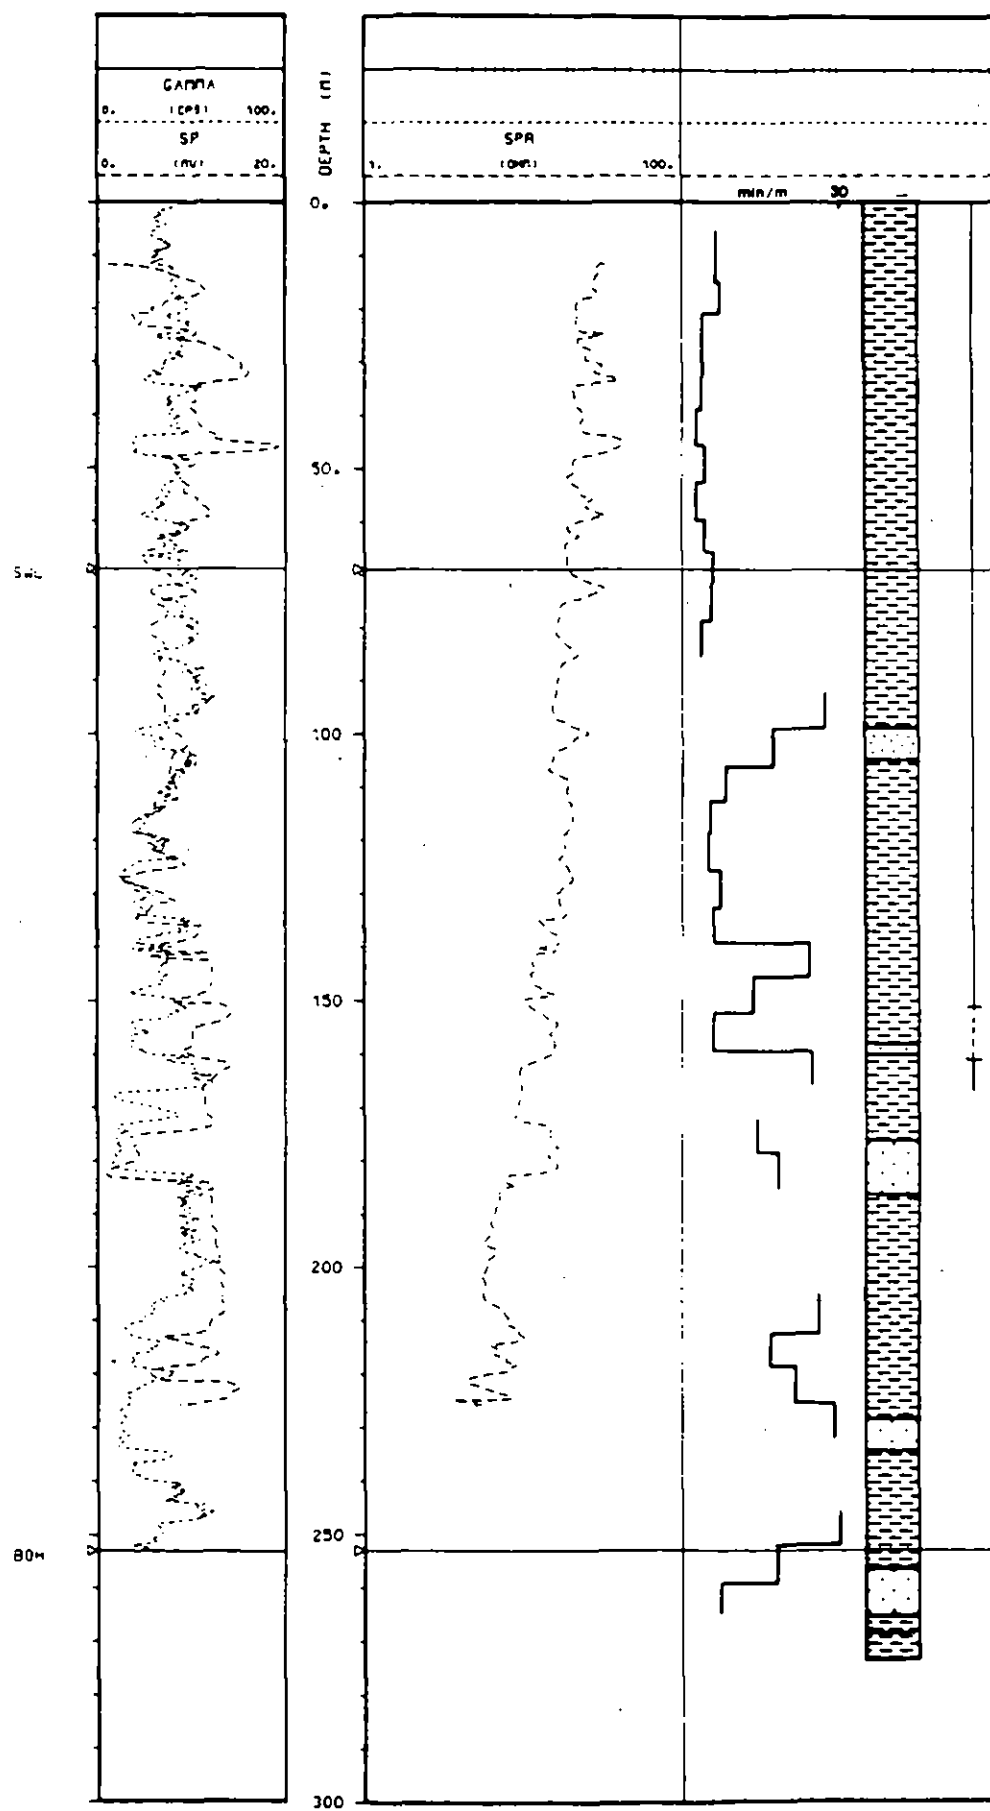 GAMMA
0. (CPS) 100.
SP
0. (MV) 20.
DEPTH (M)
SPR
1. (OHM) 100.
min/m 30
0.
50.
SWL
100
150
200
250
BOH
300